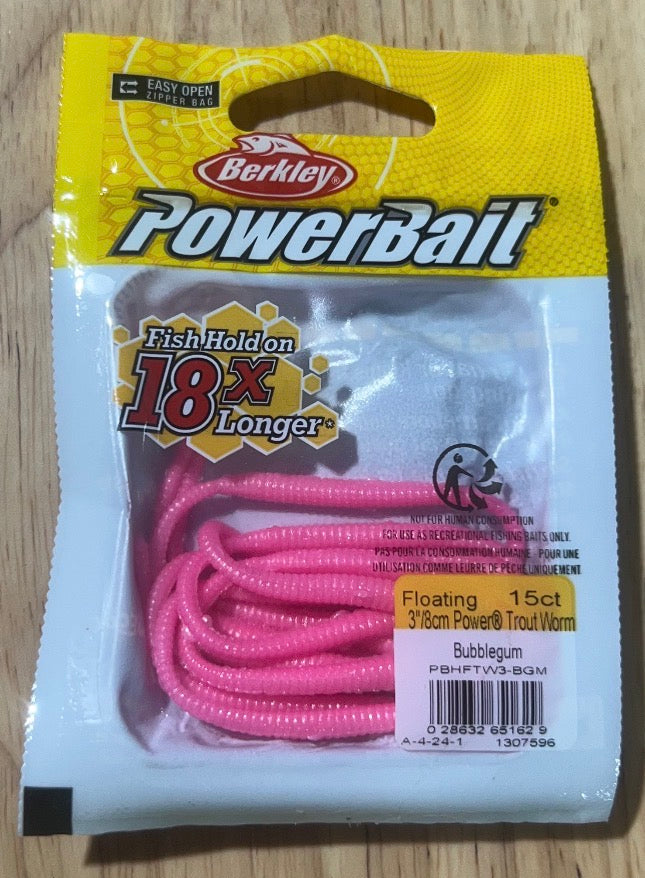 EASY OPEN
ZIPPER BAG
Berkley®
PowerBait®
Fish Hold on
18X
Longer*
NOT FOR HUMAN CONSUMPTION
FOR USE AS RECREATIONAL FISHING BAITS ONLY.
PAS POUR LA CONSOMMATION HUMAINE - POUR UNE
UTILISATION COMME LEURRE DE PÊCHE UNIQUEMENT
Floating 15ct
3"/8cm Power® Trout Worm
Bubblegum
PBHFTW3-BGM
0 28632 65162 9
A-4-24-1 1307596